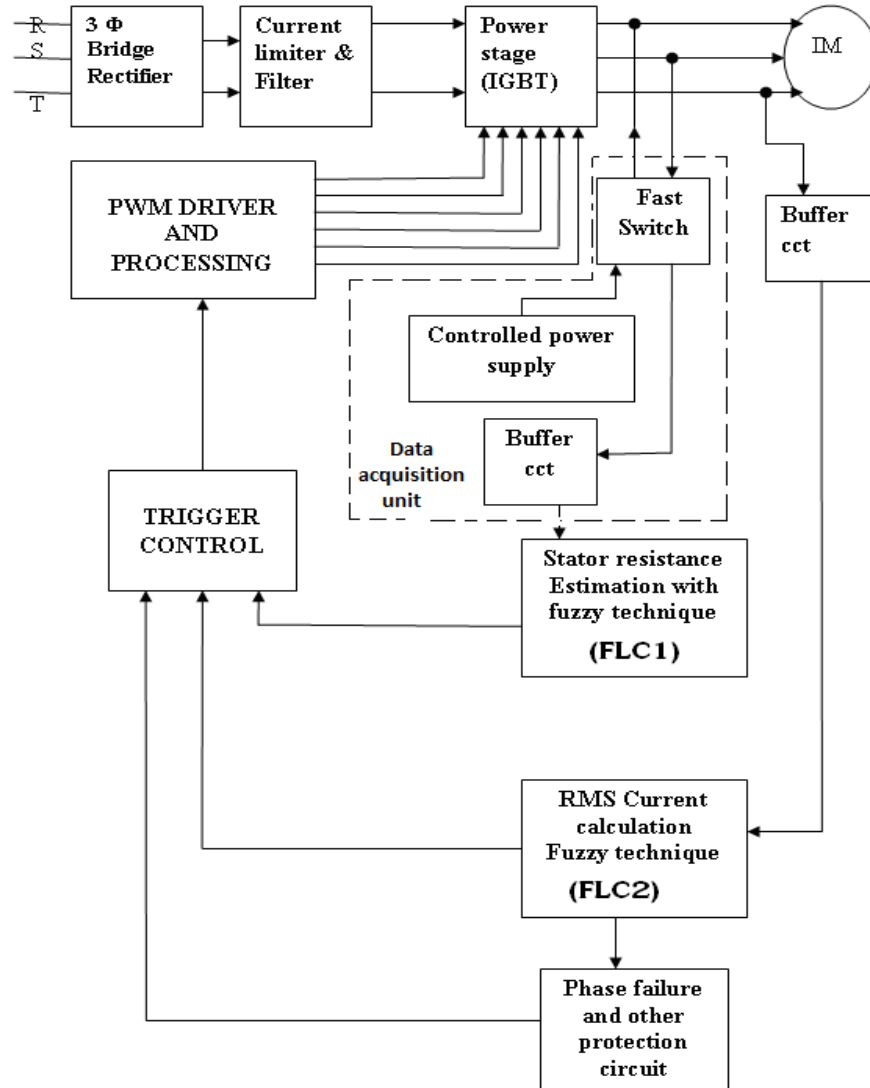 R
S
T
3 Φ
Bridge
Rectifier
Current
limiter &
Filter
Power
stage
(IGBT)
IM
PWM DRIVER
AND
PROCESSING
Fast
Switch
Buffer
cct
Controlled power
supply
Buffer
cct
Data
acquisition
unit
TRIGGER
CONTROL
Stator resistance
Estimation with
fuzzy technique
(FLC1)
RMS Current
calculation
Fuzzy technique
(FLC2)
Phase failure
and other
protection
circuit